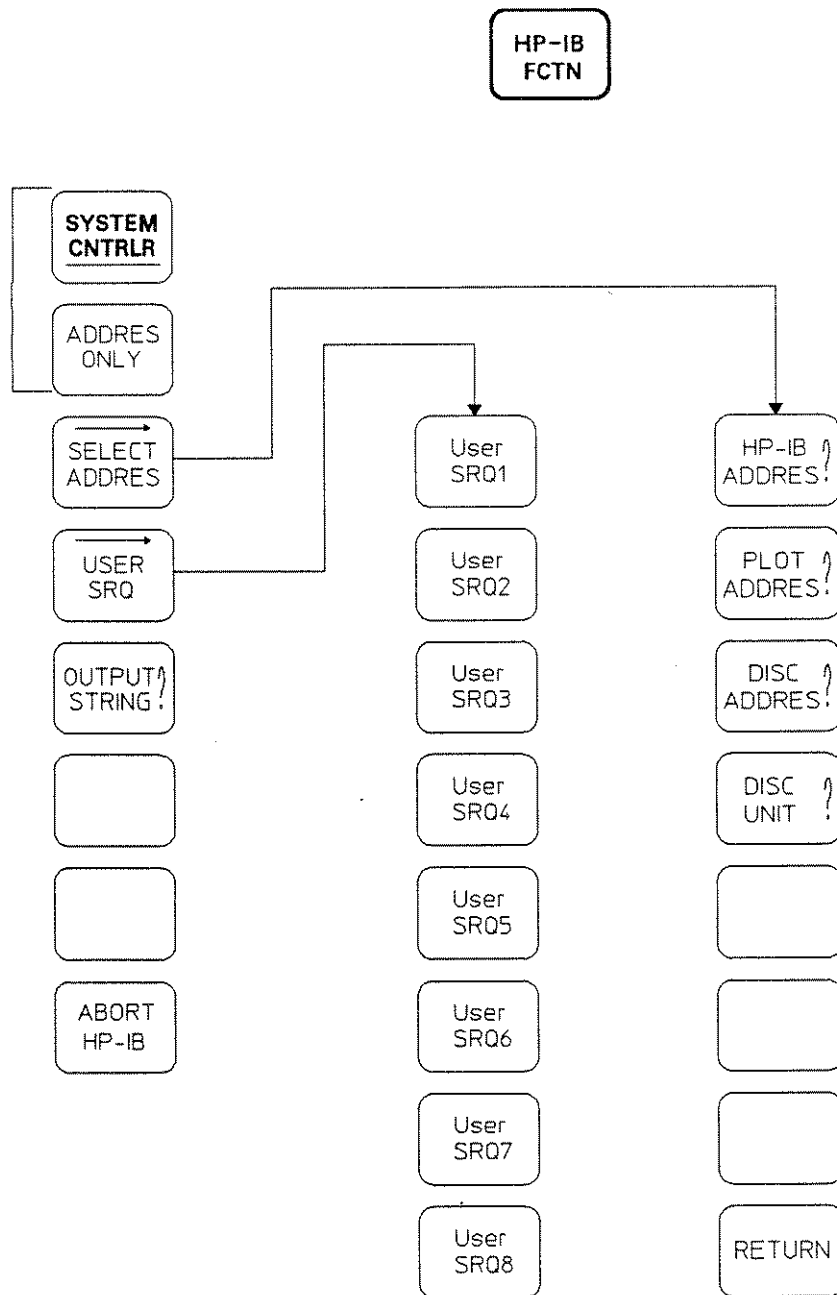 HP-IB
FCTN
SYSTEM
CNTRLR
ADDRES
ONLY
SELECT
ADDRES
USER
SRQ
OUTPUT?
STRING
ABORT
HP-IB
User
SRQ1
User
SRQ2
User
SRQ3
User
SRQ4
User
SRQ5
User
SRQ6
User
SRQ7
User
SRQ8
HP-IB ?
ADDRES
PLOT ?
ADDRES
DISC ?
ADDRES
DISC ?
UNIT
RETURN